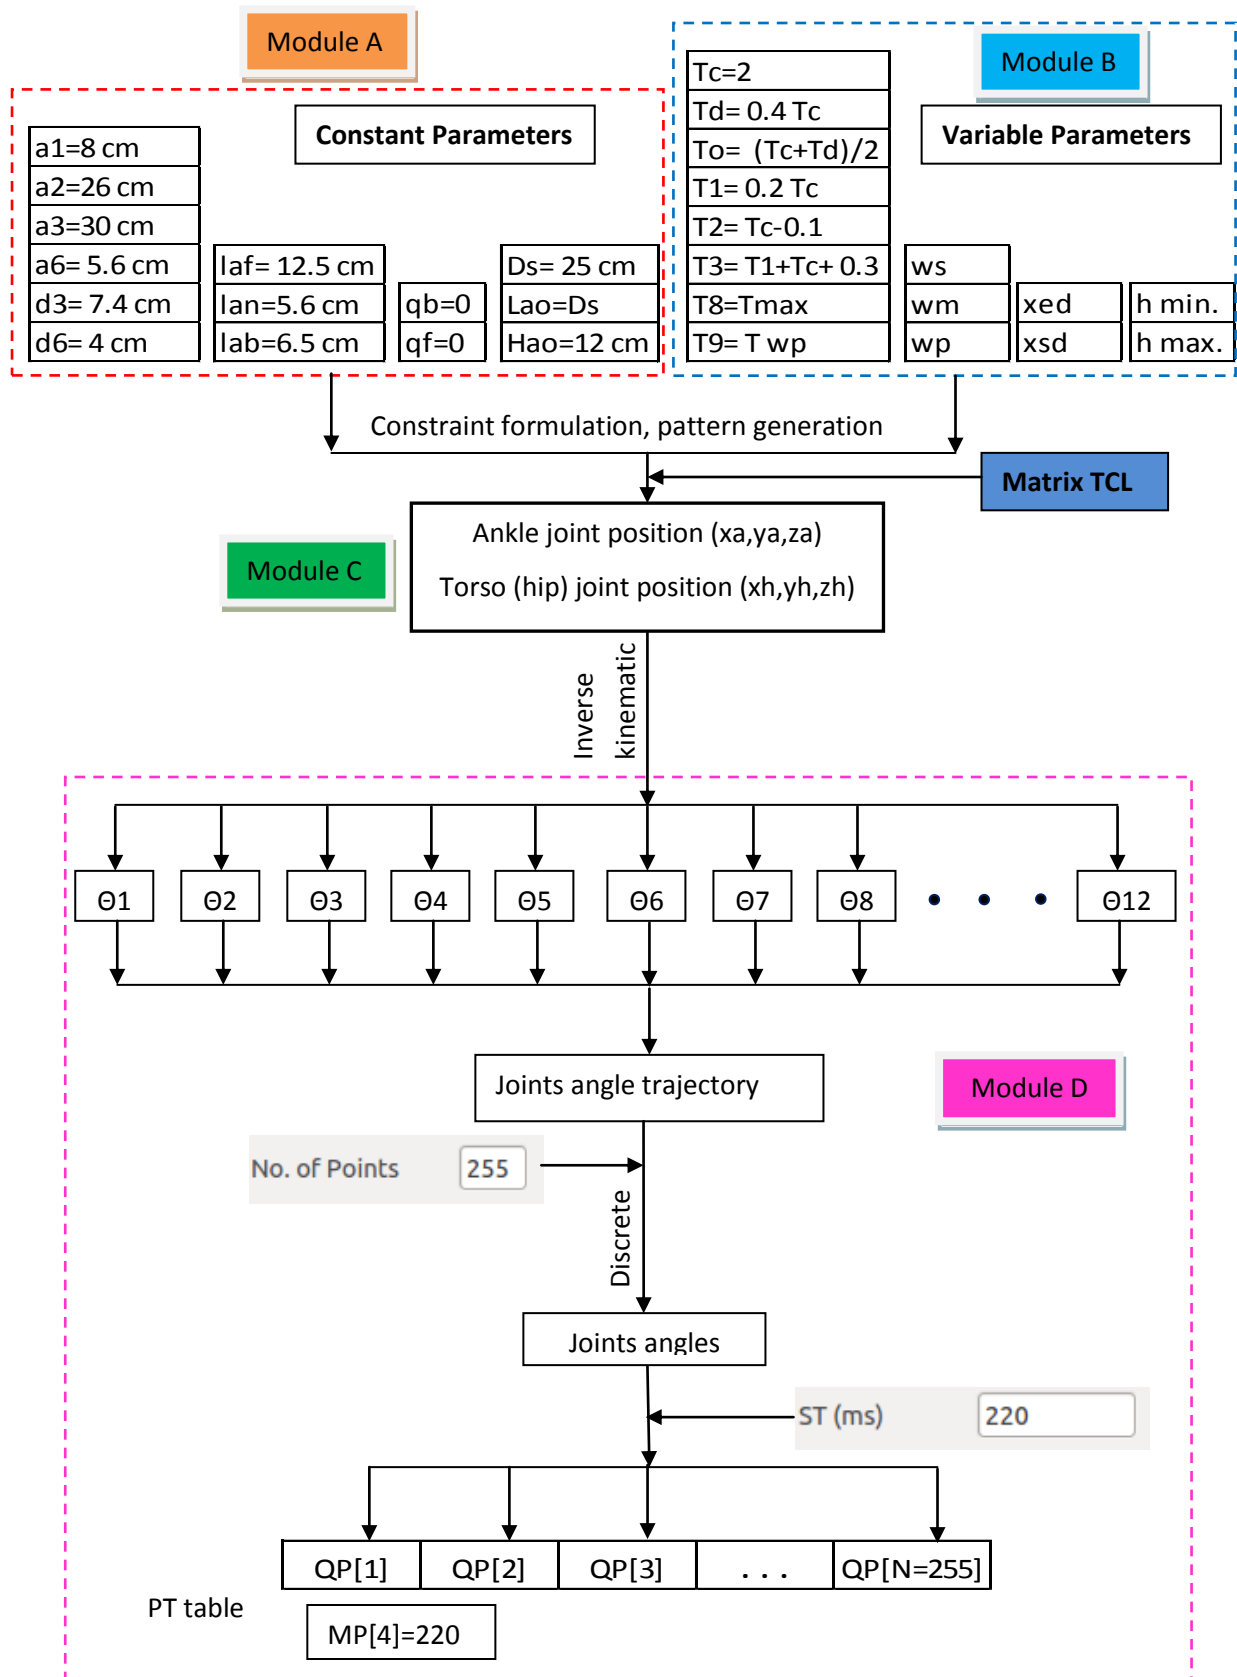 Module A
Constant Parameters
a1=8 cm
a2=26 cm
a3=30 cm
a6= 5.6 cm
d3= 7.4 cm
d6= 4 cm
laf= 12.5 cm
lan=5.6 cm
lab=6.5 cm
qb=0
qf=0
Ds= 25 cm
Lao=Ds
Hao=12 cm
Module B
Variable Parameters
Tc=2
Td= 0.4 Tc
To= (Tc+Td)/2
T1= 0.2 Tc
T2= Tc-0.1
T3= T1+Tc+ 0.3
T8=Tmax
T9= T wp
ws
wm
wp
xed
xsd
h min.
h max.
Constraint formulation, pattern generation
Matrix TCL
Module C
Ankle joint position (xa,ya,za)
Torso (hip) joint position (xh,yh,zh)
Inverse
kinematic
Θ1
Θ2
Θ3
Θ4
Θ5
Θ6
Θ7
Θ8
• • •
Θ12
Joints angle trajectory
Module D
No. of Points 255
Discrete
Joints angles
ST (ms) 220
QP[1] QP[2] QP[3] . . . QP[N=255]
PT table
MP[4]=220